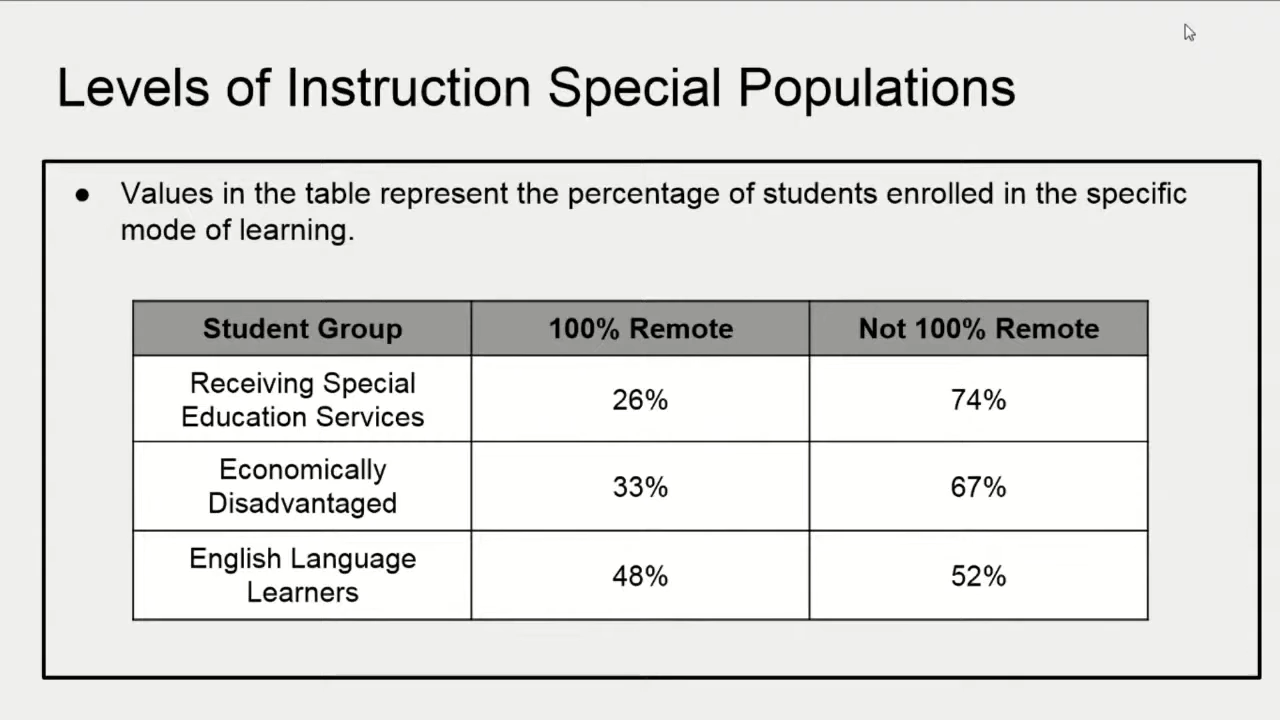 Levels of Instruction Special Populations
● Values in the table represent the percentage of students enrolled in the specific
mode of learning.
Student Group 100% Remote Not 100% Remote
Receiving Special
Education Services 26% 74%
Economically
Disadvantaged 33% 67%
English Language
Learners 48% 52%